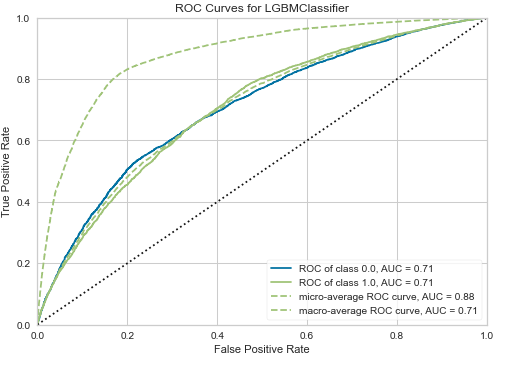 ROC Curves for LGBMClassifier
1.0
0.8
0.6
0.4
0.2
0.0
True Positive Rate
ROC of class 0.0, AUC = 0.71
ROC of class 1.0, AUC = 0.71
micro-average ROC curve, AUC = 0.88
macro-average ROC curve, AUC = 0.71
0.0 0.2 0.4 0.6 0.8 1.0
False Positive Rate